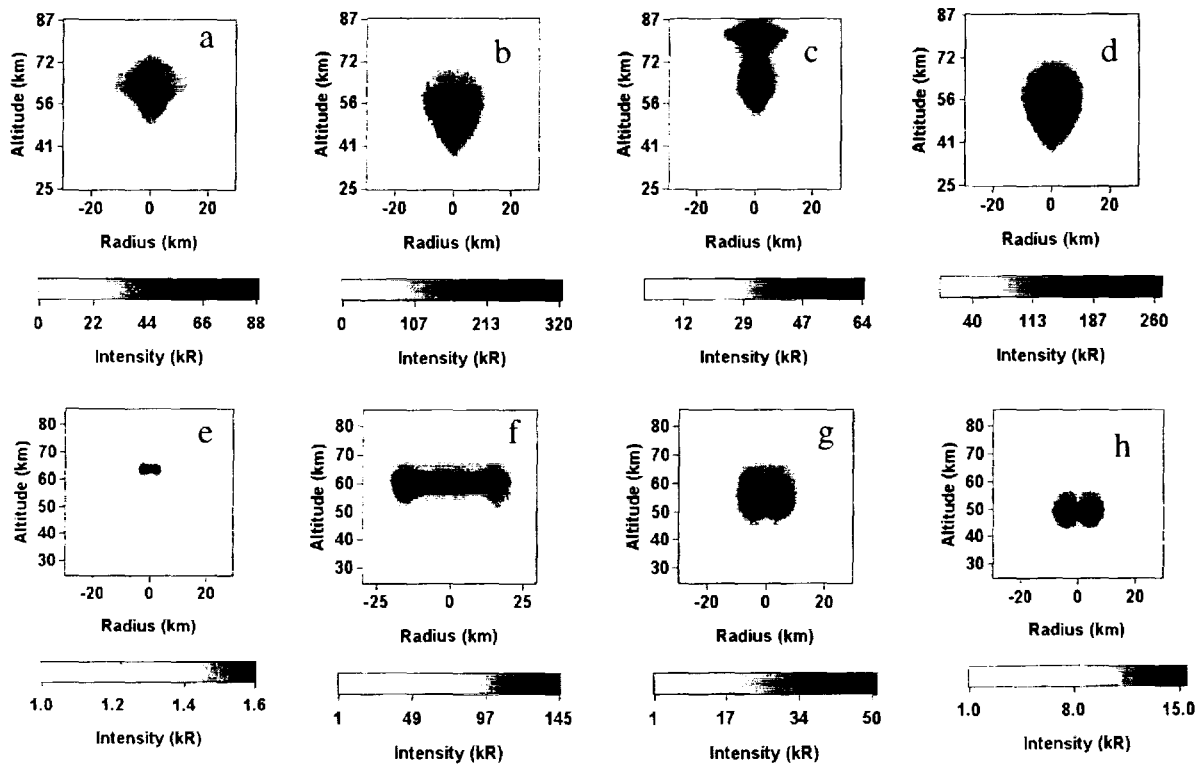 a
Altitude (km)
87
72
56
41
25
-20 0 20
Radius (km)
0 22 44 66 88
Intensity (kR)
b
Altitude (km)
87
72
56
41
25
-20 0 20
Radius (km)
0 107 213 320
Intensity (kR)
c
Altitude (km)
87
72
56
41
25
-20 0 20
Radius (km)
12 29 47 64
Intensity (kR)
d
Altitude (km)
87
72
56
41
25
-20 0 20
Radius (km)
40 113 187 260
Intensity (kR)
e
Altitude (km)
80
70
60
50
40
30
-20 0 20
Radius (km)
1.0 1.2 1.4 1.6
Intensity (kR)
f
Altitude (km)
80
70
60
50
40
30
-25 0 25
Radius (km)
1 49 97 145
Intensity (kR)
g
Altitude (km)
80
70
60
50
40
30
-20 0 20
Radius (km)
1 17 34 50
Intensity (kR)
h
Altitude (km)
80
70
60
50
40
30
-20 0 20
Radius (km)
1.0 8.0 15.0
Intensity (kR)